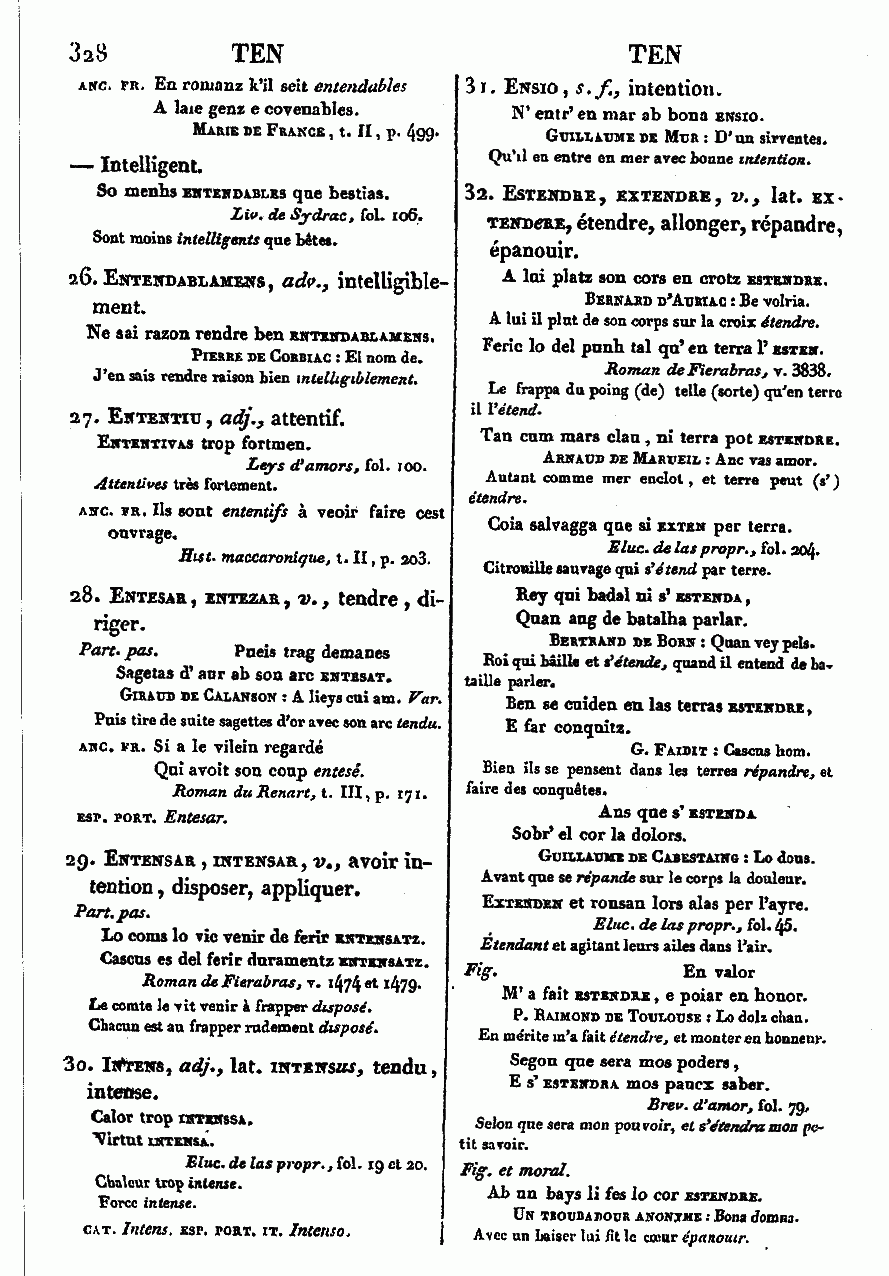 328 TEN TEN
ANC. FR. En romanz k'il seit entendables
A laie genz e covenables.
MARIE DE FRANCE, t. II, p. 499.
— Intelligent.
So menhs ENTENDABLES que bestias.
Liv. de Sydrac, fol. 106.
Sont moins intelligents que bêtes.
26. ENTENDABLAMENS, adv., intelligible-
ment.
Ne sai razon rendre ben ENTENDABLAMENS.
PIERRE DE CORBIAC : El nom de.
J'en sais rendre raison bien intelligiblement.
27. ENTENTIU, adj., attentif.
ENTENTIVAS trop fortmen.
Leys d'amors, fol. 100.
Attentives très fortement.
ANC. FR. Ils sont ententifs à veoir faire cest
ouvrage.
Hist. maccaronique, t. II, p. 203.
28. ENTESAR, ENTEZAR, v., tendre, di-
riger.
Part. pas. Pueis trag demanes
Sagetas d'aur ab son arc ENTESAT.
GIRAUD DE CALANSON : A lieys cui am. Var.
Puis tire de suite sagettes d'or avec son arc tendu.
ANC. FR. Si a le vilein regardé
Qui avoit son coup entesé.
Roman du Renart, t. III, p. 171.
ESP. PORT. Entesar.
29. ENTENSAR, INTENSAR, v., avoir in-
tention, disposer, appliquer.
Part. pas.
Lo coms lo vic venir de ferir ENTENSATZ.
Cascus es del ferir duramentz ENTENSATZ.
Roman de Fierabras, v. 1474 et 1479.
Le comte le vit venir à frapper disposé.
Chacun est au frapper rudement disposé.
30. INTENS, adj., lat. INTENSus, tendu,
intense.
Calor trop INTENSSA.
Virtut INTENSA.
Eluc. de las propr., fol. 19 et 20.
Chaleur trop intense.
Force intense.
CAT. Intens. ESP. PORT. IT. Intenso.
31. ENSIO, s. f., intention.
N'entr'en mar ab bona ENSIO.
GUILLAUME DE MUR : D'un sirventes.
Qu'il en entre en mer avec bonne intention.
32. ESTENDRE, EXTENDRE, v., lat. EX-
TENDeRE, étendre, allonger, répandre,
épanouir.
A lui platz son cors en crotz ESTENDRE.
BERNARD D'AURIAC : Be volria.
A lui il plut de son corps sur la croix étendre.
Feric lo del punh tal qu'en terra l'ESTEN.
Roman de Fierabras, v. 3838.
Le frappa du poing (de) telle (sorte) qu'en terre
il l'étend.
Tan cum mars clau, ni terra pot ESTENDRE.
ARNAUD DE MARUEIL : Anc vas amor.
Autant comme mer enclot, et terre peut (s')
étendre.
Coia salvagga que si EXTEN per terra.
Eluc. de las propr., fol. 204.
Citrouille sauvage qui s'étend par terre.
Rey qui badal ni s'ESTENDA,
Quan aug de batalha parlar.
BERTRAND DE BORN : Quan vey pels.
Roi qui bâille et s'étende, quand il entend de ba-
taille parler.
Ben se cuiden en las terras ESTENDRE,
E far conquitz.
G. FAIDIT : Cascus hom.
Bien ils se pensent dans les terres répandre, et
faire des conquêtes.
Ans que s'ESTENDA
Sobr'el cor la dolors.
GUILLAUME DE CABESTAING : Lo dous.
Avant que se répande sur le corps la douleur.
EXTENDEN et ronsan lors alas per l'ayre.
Eluc. de las propr., fol. 45.
Étendant et agitant leurs ailes dans l'air.
Fig. En valor
M'a fait ESTENDRE, e poiar en honor.
P. RAIMOND DE TOULOUSE : Lo dolz chan.
En mérite m'a fait étendre, et monter en honneur.
Segon que sera mos poders,
E s'ESTENDRA mos paucx saber.
Brev. d'amor, fol. 79.
Selon que sera mon pouvoir, et s'étendra mon pe-
tit savoir.
Fig. et moral.
Ab un bays li fes lo cor ESTENDRE.
UN TROUBADOUR ANONYME : Bona domna.
Avec un baiser lui fit le cœur épanouir.